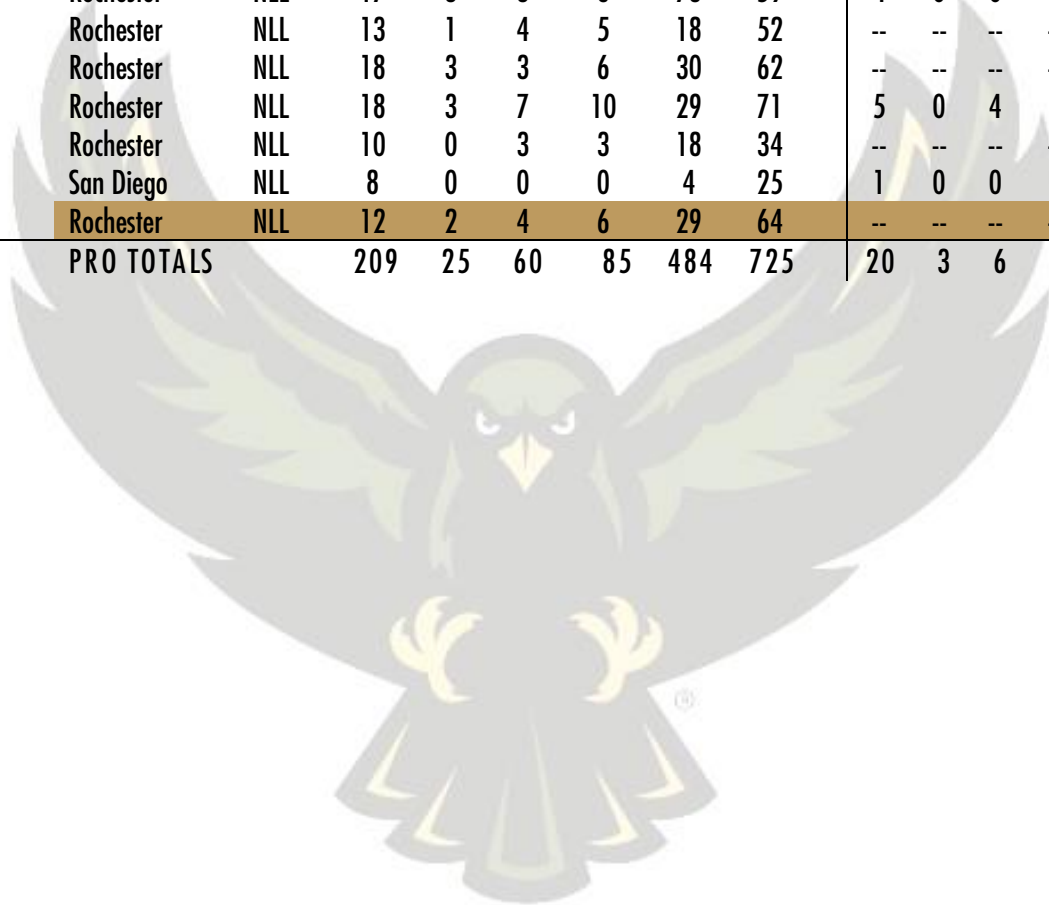 Rochester NLL 13 1 4 5 18 52 -- -- --
Rochester NLL 18 3 3 6 30 62 -- -- --
Rochester NLL 18 3 7 10 29 71 5 0 4
Rochester NLL 10 0 3 3 18 34 -- -- --
San Diego NLL 8 0 0 0 4 25 1 0 0
Rochester NLL 12 2 4 6 29 64 -- -- --
PRO TOTALS 209 25 60 85 484 725 20 3 6